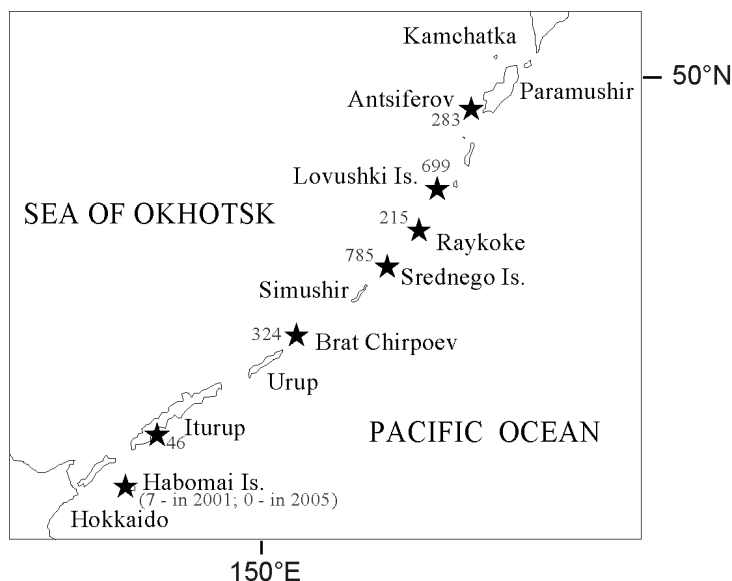 Kamchatka
50°N
Paramushir
Antsiferov
283
699
Lovushki Is.
SEA OF OKHOTSK
215
Raykoke
785
Srednego Is.
Simushir
324
Brat Chirpoev
Urup
Iturup
46
PACIFIC OCEAN
Habomai Is.
(7 - in 2001; 0 - in 2005)
Hokkaido
150°E